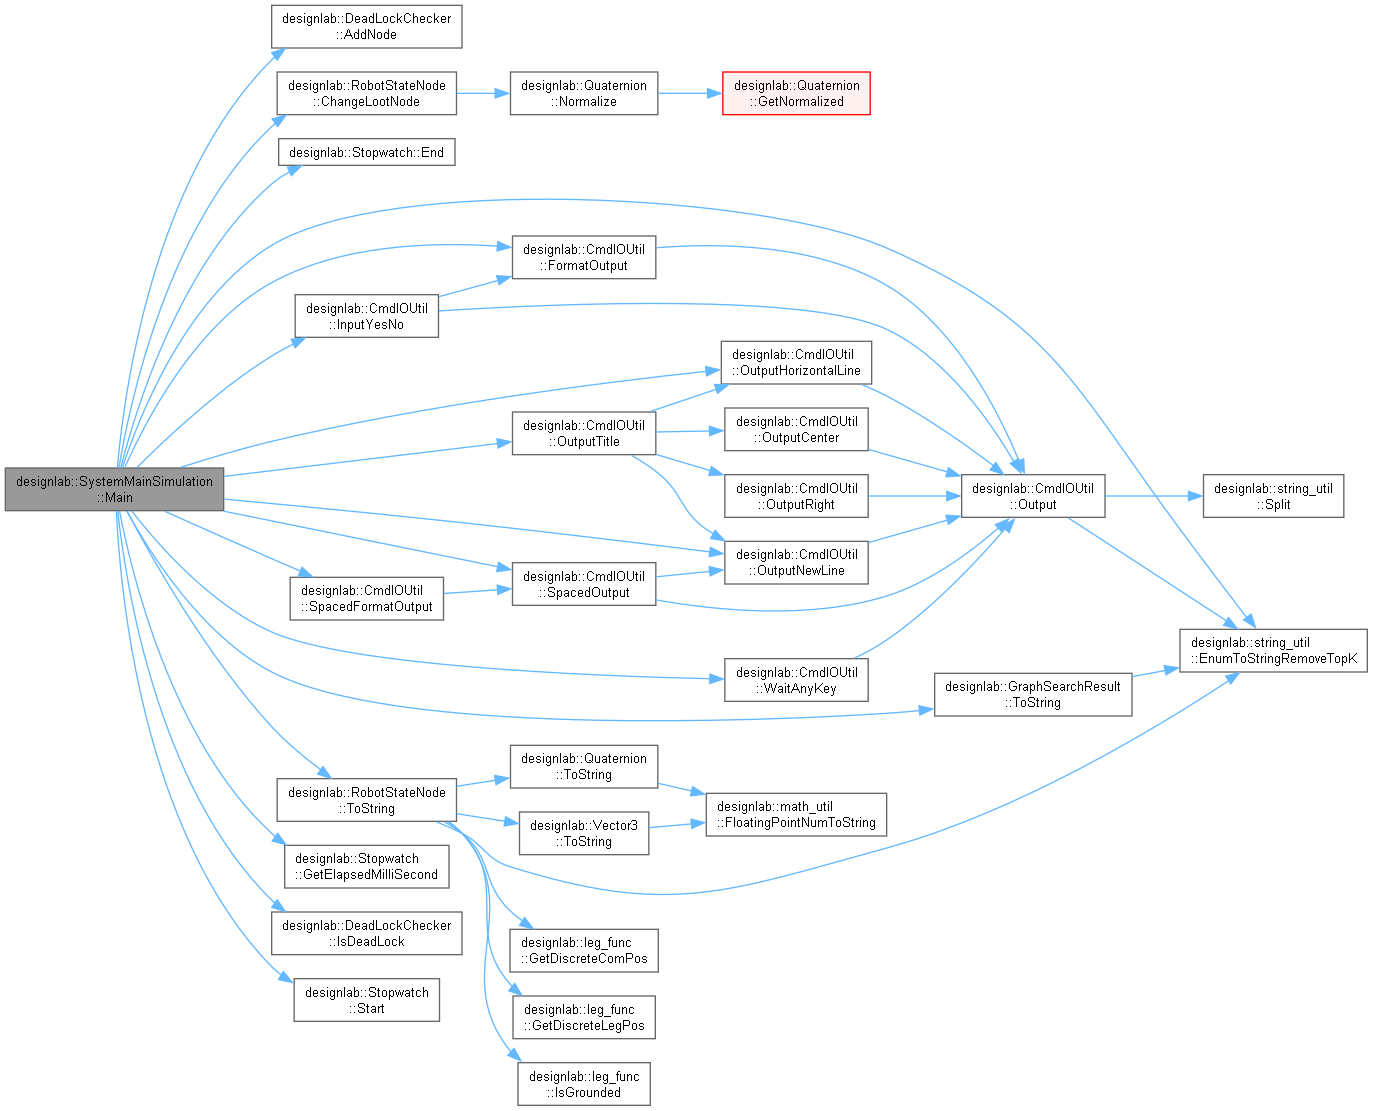 designlab::DeadLockChecker
::AddNode
designlab::RobotStateNode
::ChangeLootNode
designlab::Quaternion
::Normalize
designlab::Quaternion
::GetNormalized
designlab::Stopwatch::End
designlab::CmdIOUtil
::FormatOutput
designlab::CmdIOUtil
::InputYesNo
designlab::CmdIOUtil
::OutputHorizontalLine
designlab::CmdIOUtil
::OutputTitle
designlab::CmdIOUtil
::OutputCenter
designlab::SystemMainSimulation
::Main
designlab::CmdIOUtil
::OutputRight
designlab::CmdIOUtil
::Output
designlab::string_util
::Split
designlab::CmdIOUtil
::OutputNewLine
designlab::CmdIOUtil
::SpacedFormatOutput
designlab::CmdIOUtil
::SpacedOutput
designlab::string_util
::EnumToStringRemoveTopK
designlab::CmdIOUtil
::WaitAnyKey
designlab::GraphSearchResult
::ToString
designlab::Quaternion
::ToString
designlab::RobotStateNode
::ToString
designlab::math_util
::FloatingPointNumToString
designlab::Vector3
::ToString
designlab::Stopwatch
::GetElapsedMilliSecond
designlab::DeadLockChecker
::IsDeadLock
designlab::leg_func
::GetDiscreteComPos
designlab::Stopwatch
::Start
designlab::leg_func
::GetDiscreteLegPos
designlab::leg_func
::IsGrounded